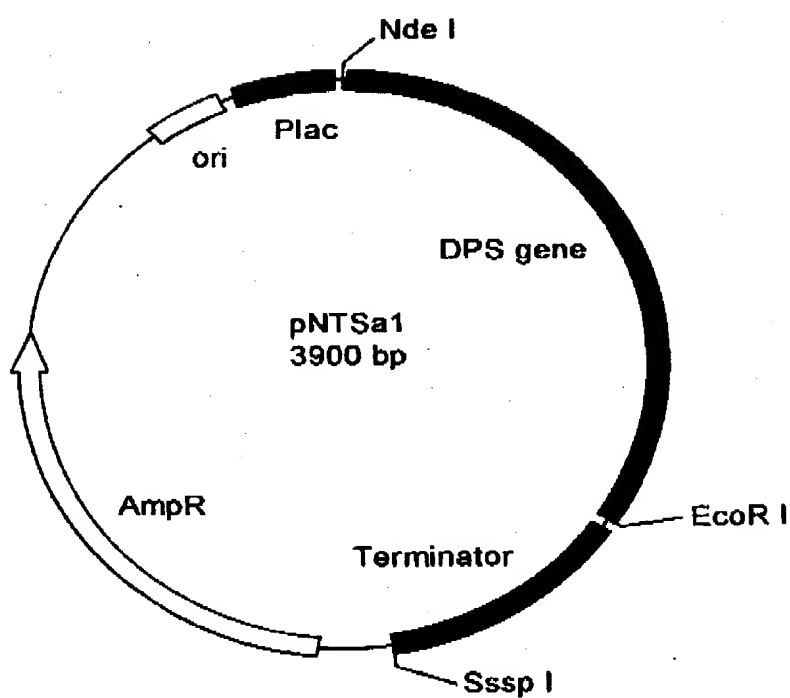 Nde I
Plac
ori
DPS gene
pNTSa1
3900 bp
AmpR
EcoR I
Terminator
Sssp I